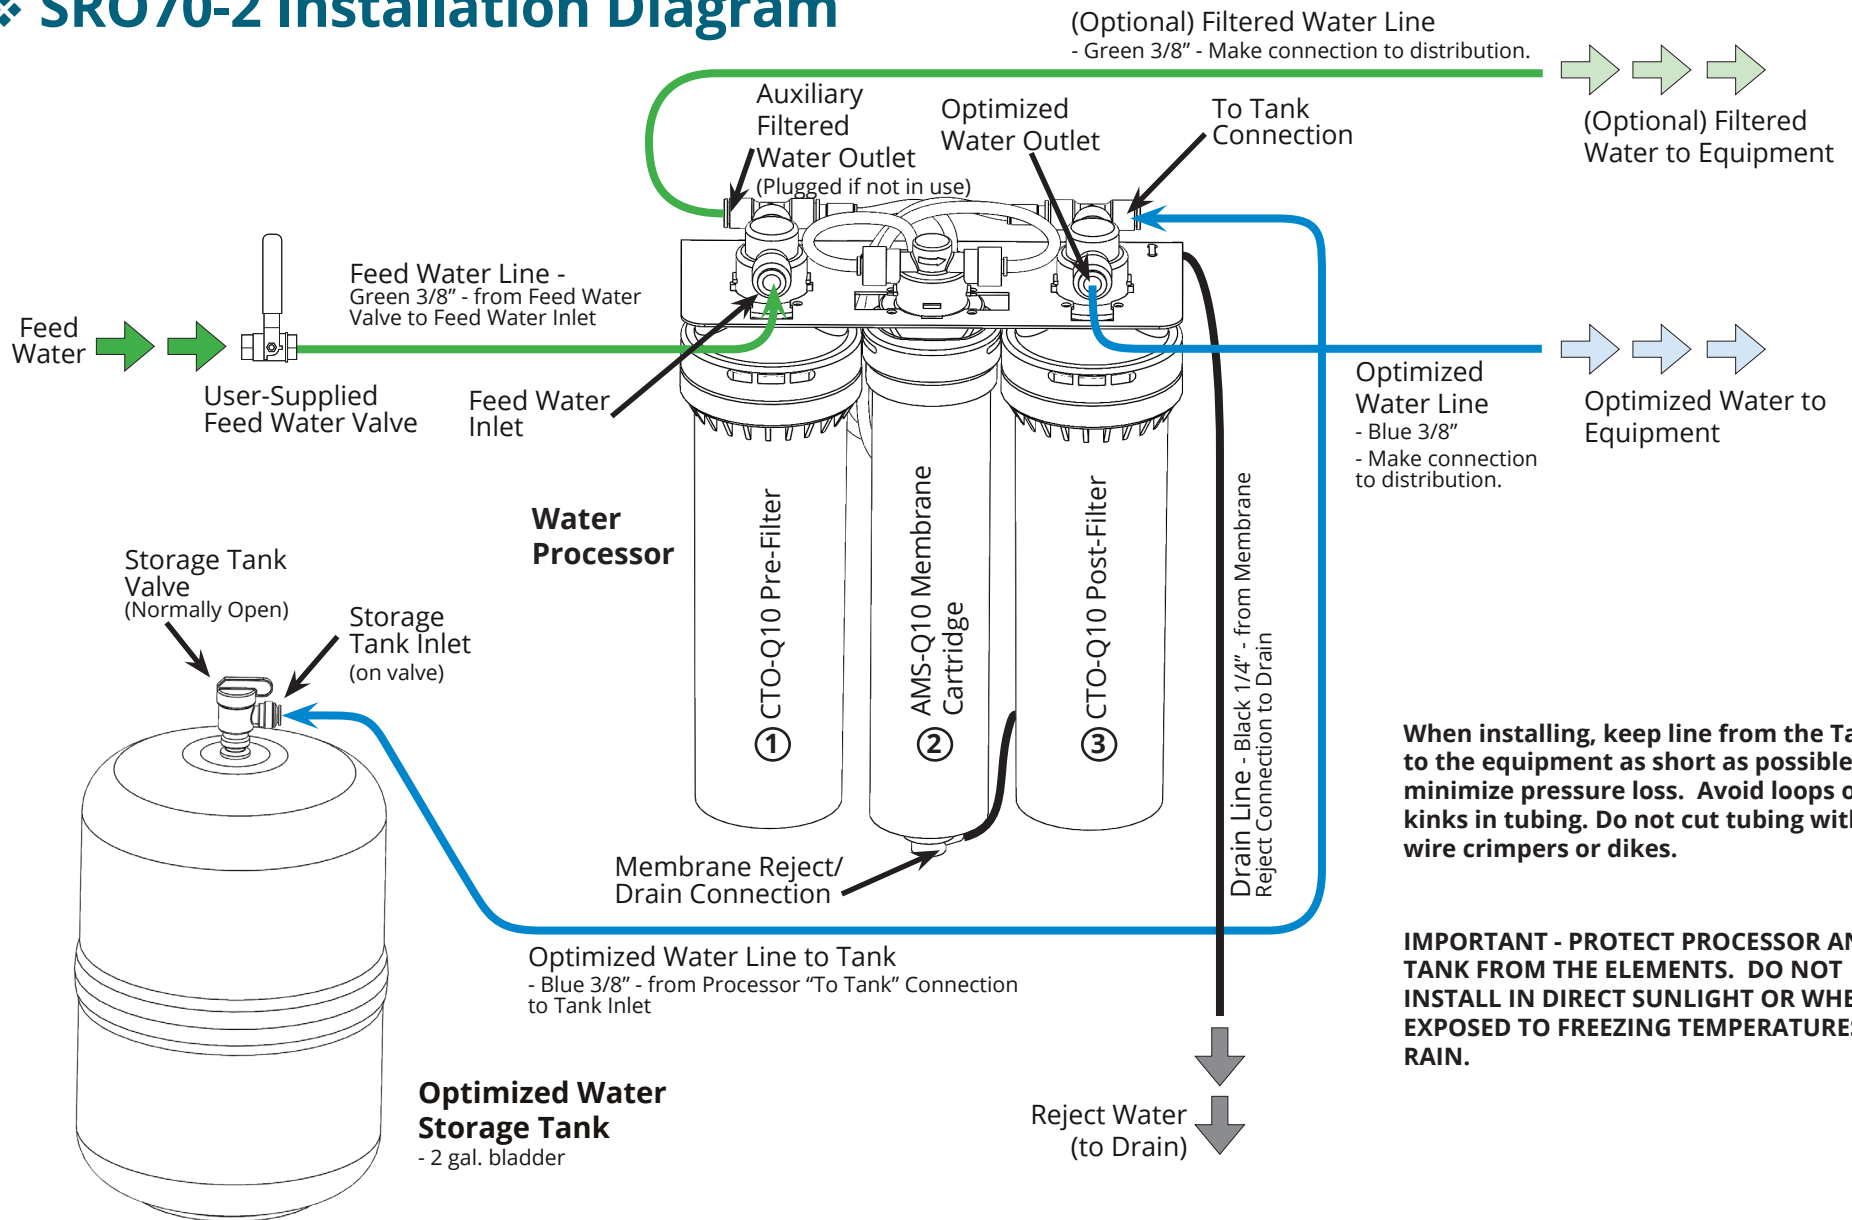 ❖ SRO70-2 Installation Diagram
(Optional) Filtered Water Line
- Green 3/8” - Make connection to distribution.
Auxiliary
Filtered
Water Outlet
(Plugged if not in use)
Optimized
Water Outlet
To Tank
Connection
(Optional) Filtered
Water to Equipment
Feed
Water
Feed Water Line -
Green 3/8” - from Feed Water
Valve to Feed Water Inlet
User-Supplied
Feed Water Valve
Feed Water
Inlet
Optimized
Water Line
- Blue 3/8”
- Make connection
to distribution.
Optimized Water to
Equipment
Water
Processor
1 CTO-Q10 Pre-Filter
2 AMS-Q10 Membrane
Cartridge
3 CTO-Q10 Post-Filter
Drain Line - Black 1/4” - from Membrane
Reject Connection to Drain
Storage Tank
Valve
(Normally Open)
Storage
Tank Inlet
(on valve)
Membrane Reject/
Drain Connection
Optimized Water Line to Tank
- Blue 3/8” - from Processor “To Tank” Connection
to Tank Inlet
Optimized Water
Storage Tank
- 2 gal. bladder
Reject Water
(to Drain)
When installing, keep line from the
to the equipment as short as possible
minimize pressure loss. Avoid loops
kinks in tubing. Do not cut tubing
wire crimpers or dikes.
IMPORTANT - PROTECT PROCESSOR
TANK FROM THE ELEMENTS. DO NOT
INSTALL IN DIRECT SUNLIGHT OR
EXPOSED TO FREEZING
RAIN.